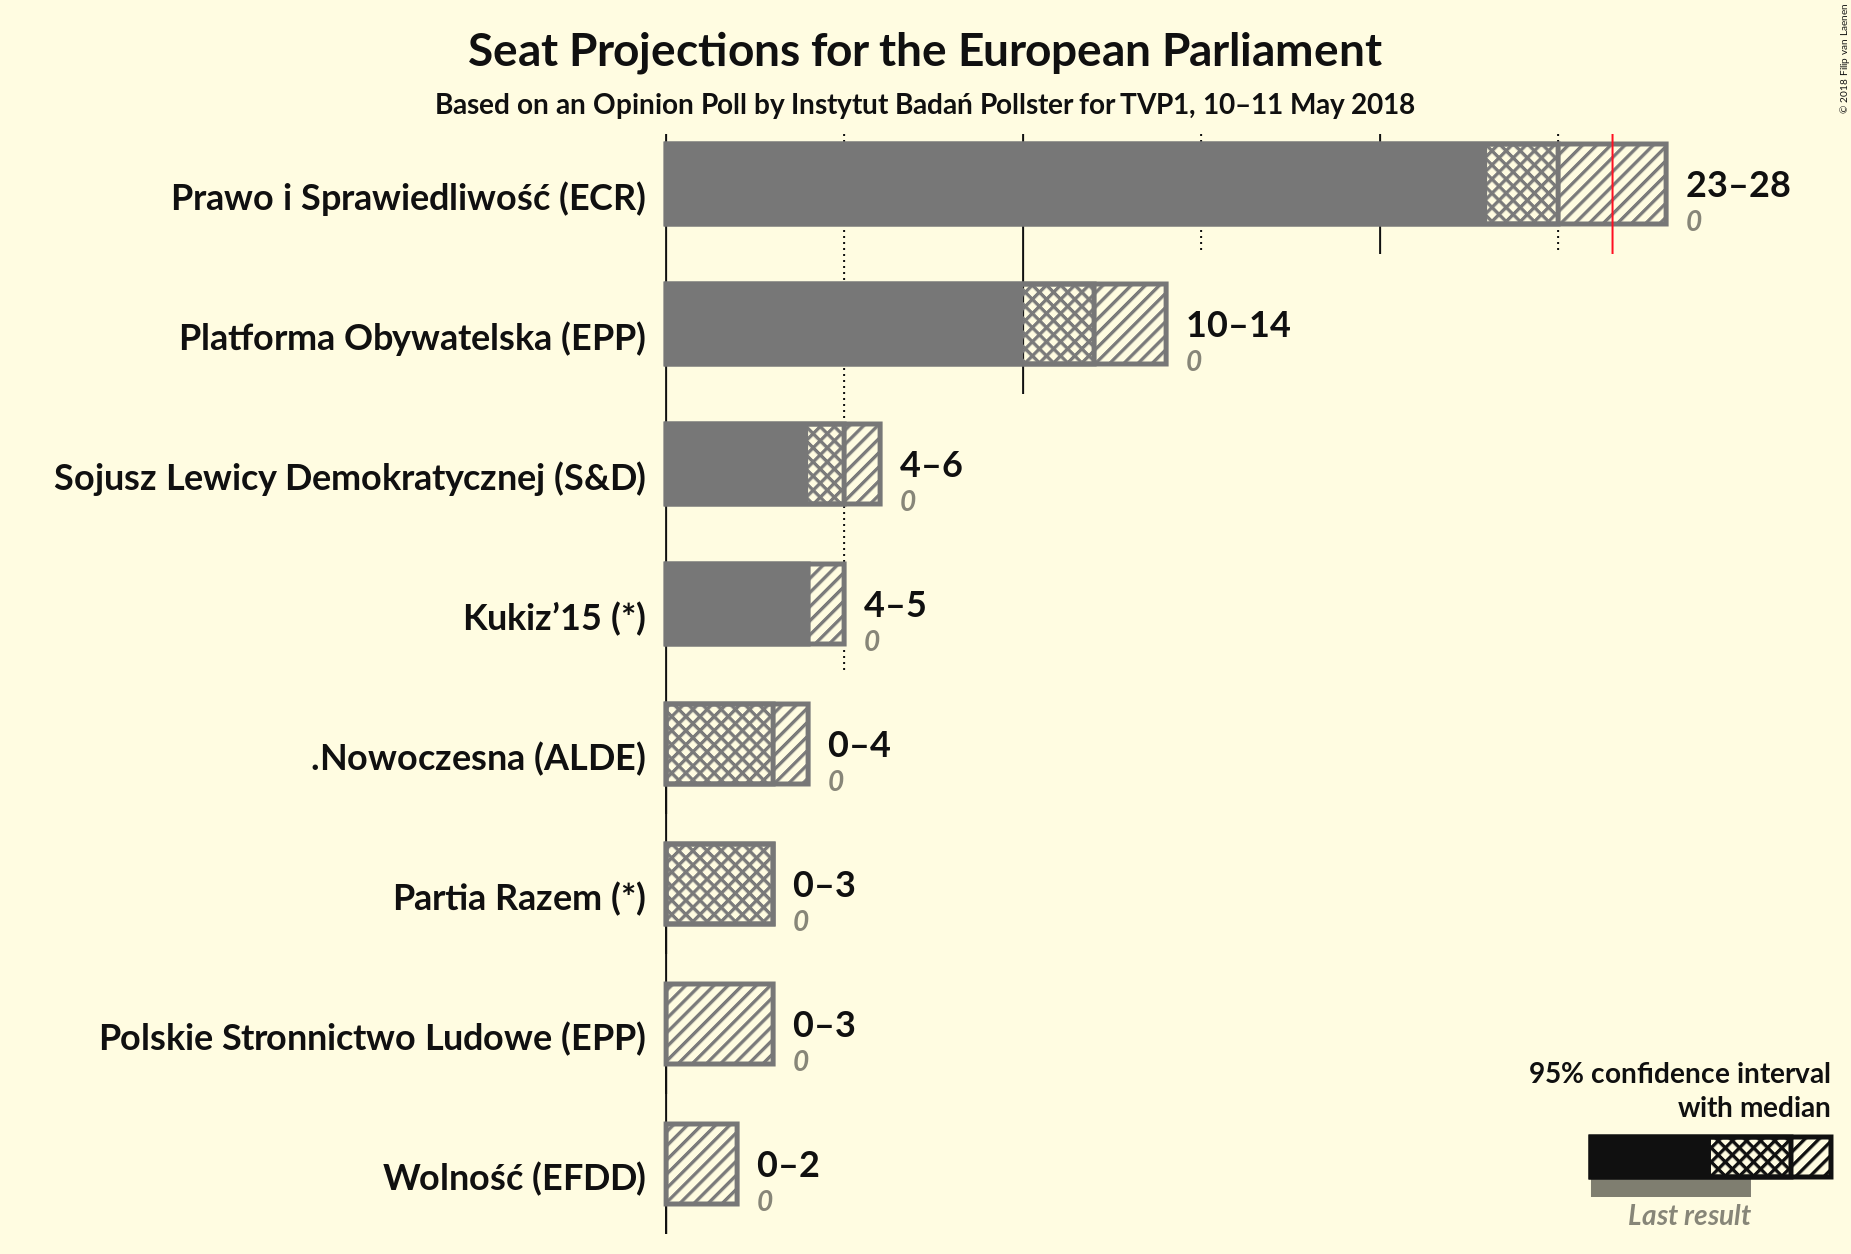 Seat Projections for the European Parliament
Based on an Opinion Poll by Instytut Badań Pollster for TVP1, 10–11 May 2018
© 2018 Filip van Laenen
Prawo i Sprawiedliwość (ECR)
23–28
0
Platforma Obywatelska (EPP)
10–14
0
Sojusz Lewicy Demokratycznej (S&D)
4–6
0
Kukiz’15 (*)
4–5
0
.Nowoczesna (ALDE)
0–4
0
Partia Razem (*)
0–3
0
Polskie Stronnictwo Ludowe (EPP)
0–3
0
Wolność (EFDD)
0–2
0
95% confidence interval
with median
Last result